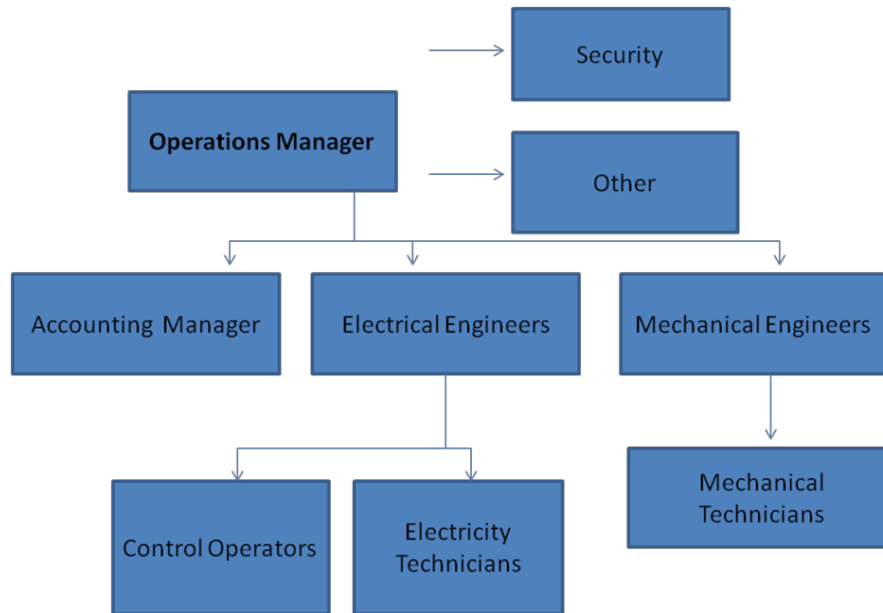 Security
Operations Manager
Other
Accounting Manager
Electrical Engineers
Mechanical Engineers
Control Operators
Electricity
Technicians
Mechanical
Technicians